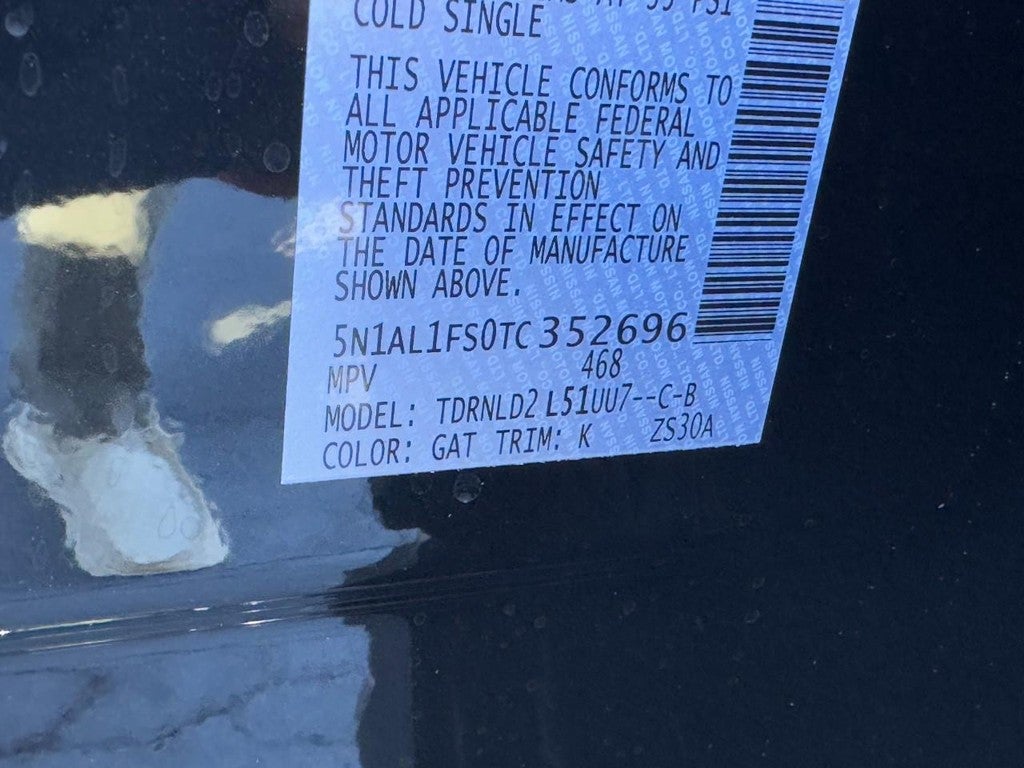 COLD SINGLE
THIS VEHICLE CONFORMS TO
ALL APPLICABLE FEDERAL
MOTOR VEHICLE SAFETY AND
THEFT PREVENTION
STANDARDS IN EFFECT ON
THE DATE OF MANUFACTURE
SHOWN ABOVE.
5N1AL1FS0TC352696
MPV 468
MODEL: TDRNLD2 L51UU7--C-B
COLOR: GAT TRIM: K ZS30A